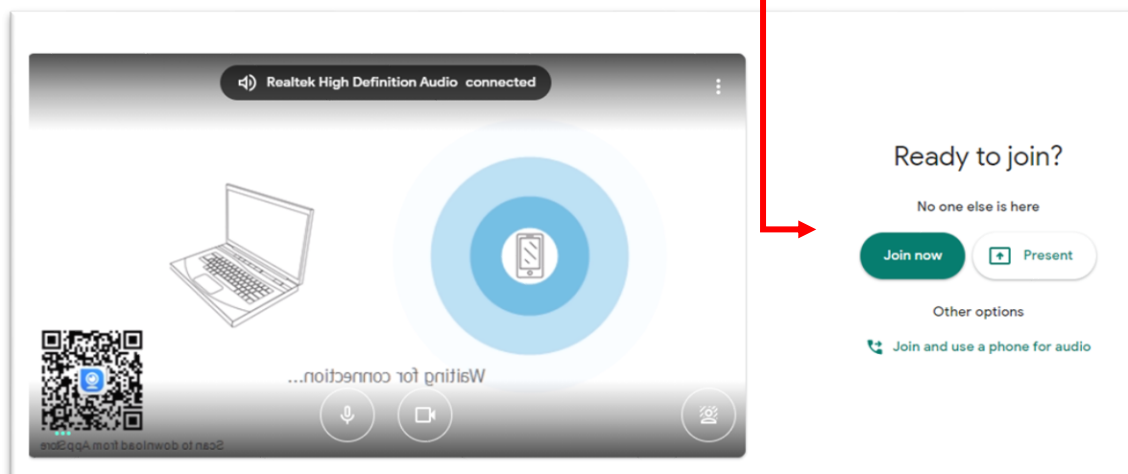 Realtek High Definition Audio connected
Waiting for connection...
Scan to download from AppStore
Ready to join?
No one else is here
Join now
Present
Other options
Join and use a phone for audio